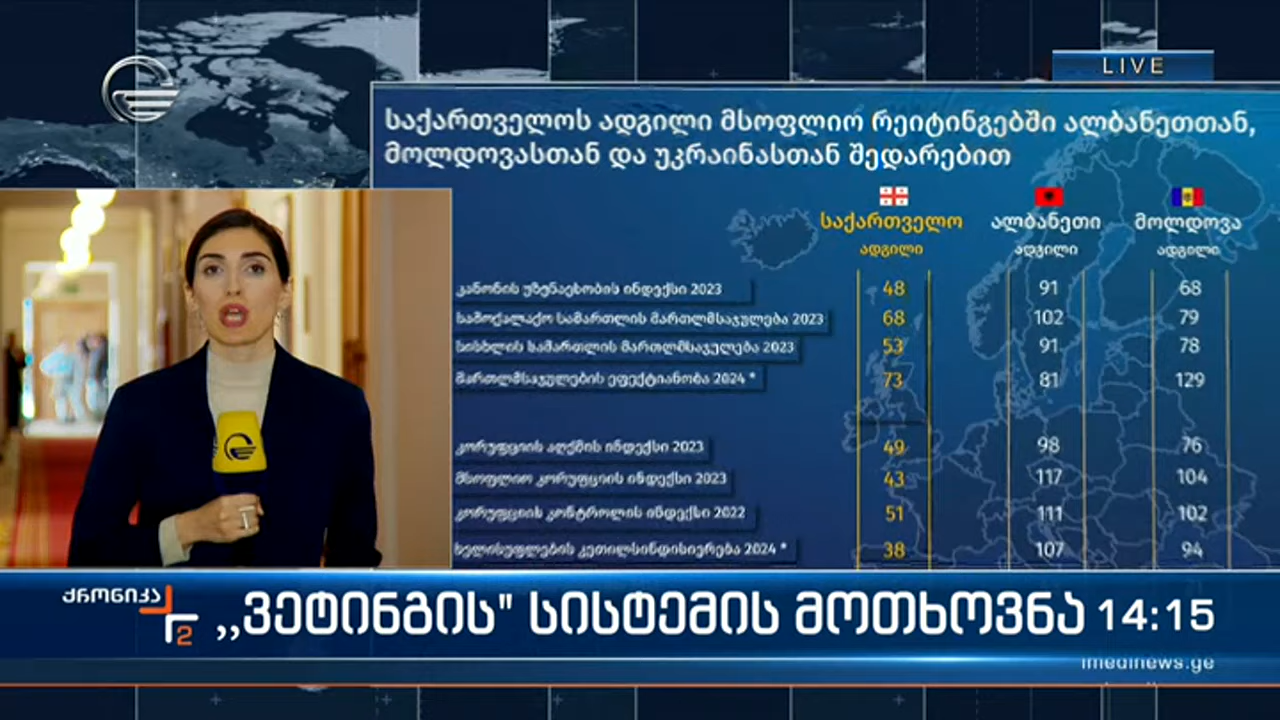 LIVE
საქართველოს ადგილი მსოფლიო რეიტინგებში ალბანეთთან,
მოლდოვასთან და უკრაინასთან შედარებით
საქართველო ალბანეთი მოლდოვა
ადგილი ადგილი ადგილი
კანონის უზენაესობის ინდექსი 2023 48 91 68
სამოქალაქო სამართლის მართლმსაჯულება 2023 68 102 79
სისხლის სამართლის მართლმსაჯულება 2023 53 91 78
მართლმსაჯულების ეფექტიანობა 2024 * 73 81 129
კორუფციის აღქმის ინდექსი 2023 49 98 76
მსოფლიო კორუფციის ინდექსი 2023 43 117 104
კორუფციის კონტროლის ინდექსი 2022 51 111 102
ხელისუფლების კეთილსინდისიერება 2024 * 38 107 94
ქრონიკა 2
,,ვეტინგის" სისტემის მოთხოვნა 14:15
imedinews.ge